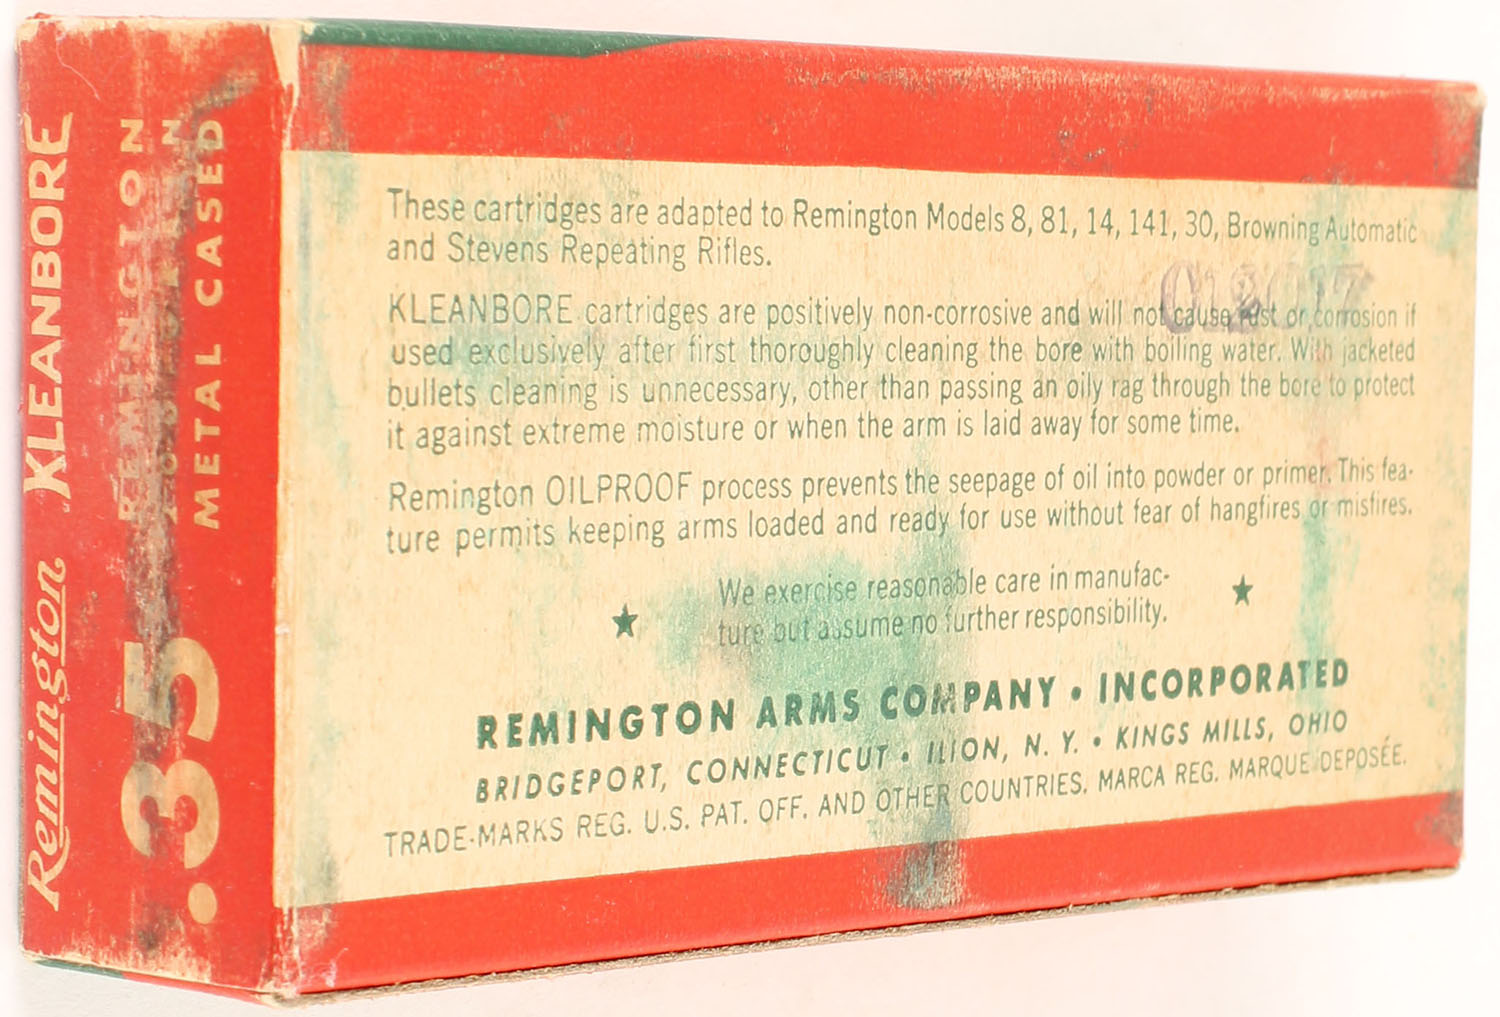 Remington KLEANBORE
.35 REMINGTON
METAL CASED
These cartridges are adapted to Remington Models 8, 81, 14, 141, 30, Browning Automatic
and Stevens Repeating Rifles.
KLEANBORE cartridges are positively non-corrosive and will not cause rust or corrosion if
used exclusively after first thoroughly cleaning the bore with boiling water. With jacketed
bullets cleaning is unnecessary, other than passing an oily rag through the bore to protect
it against extreme moisture or when the arm is laid away for some time.
Remington OILPROOF process prevents the seepage of oil into powder or primer. This fea-
ture permits keeping arms loaded and ready for use without fear of hangfires or misfires.
We exercise reasonable care in manufac-
ture but assume no further responsibility.
REMINGTON ARMS COMPANY • INCORPORATED
BRIDGEPORT, CONNECTICUT • ILION, N. Y. • KINGS MILLS, OHIO
TRADE-MARKS REG. U.S. PAT. OFF. AND OTHER COUNTRIES. MARCA REG. MARQUE DEPOSÉE.